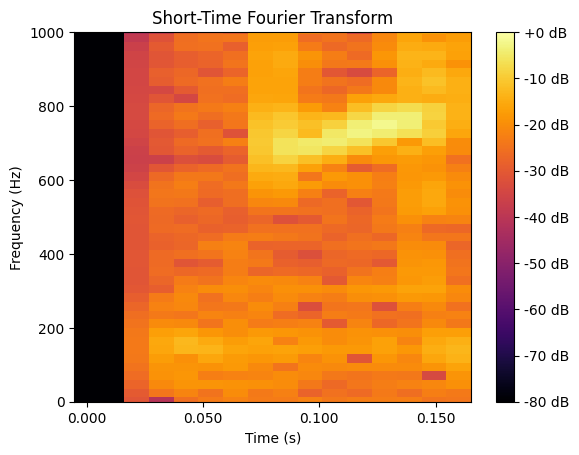 Short-Time Fourier Transform
Frequency (Hz)
1000
800
600
400
200
0
0.000
0.050
0.100
0.150
Time (s)
+0 dB
-10 dB
-20 dB
-30 dB
-40 dB
-50 dB
-60 dB
-70 dB
-80 dB